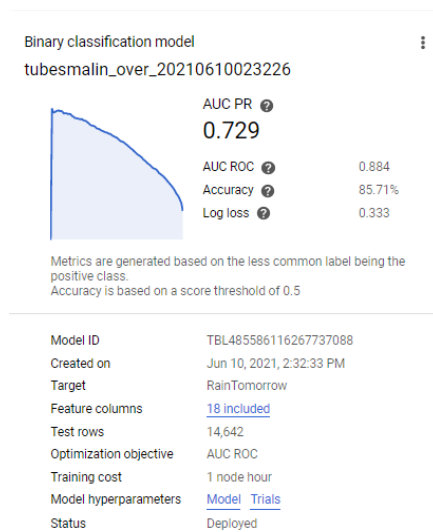 Binary classification model
tubesmalin_over_20210610023226
AUC PR
0.729
AUC ROC 0.884
Accuracy 85.71%
Log loss 0.333
Metrics are generated based on the less common label being the
positive class.
Accuracy is based on a score threshold of 0.5
Model ID TBL4855861162677 37088
Created on Jun 10, 2021, 2:32:33 PM
Target RainTomorrow
Feature columns 18 included
Test rows 14,642
Optimization objective AUC ROC
Training cost 1 node hour
Model hyperparameters Model Trials
Status Deployed